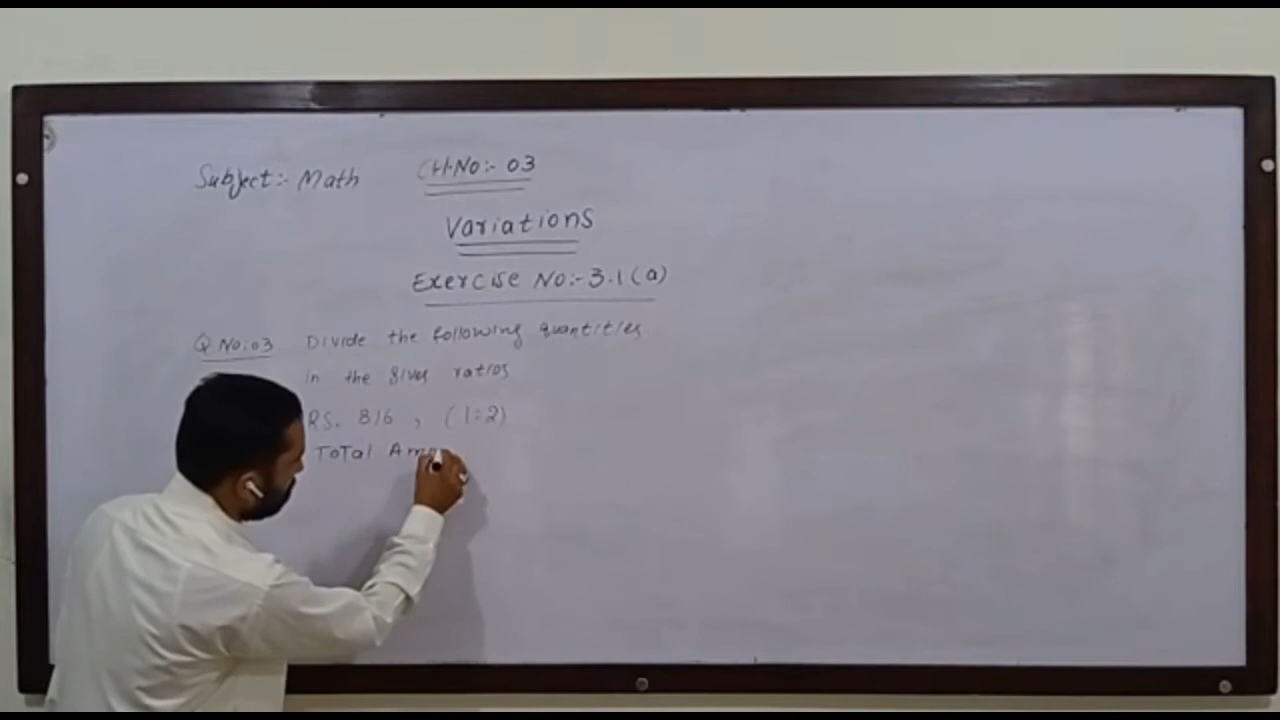 Subject:- Math CH.No:- 03
Variations
Exercise No:- 3.1(a)
Q No:03 Divide the following quantities
in the given ratios
RS. 816 , (1:2)
Total Am